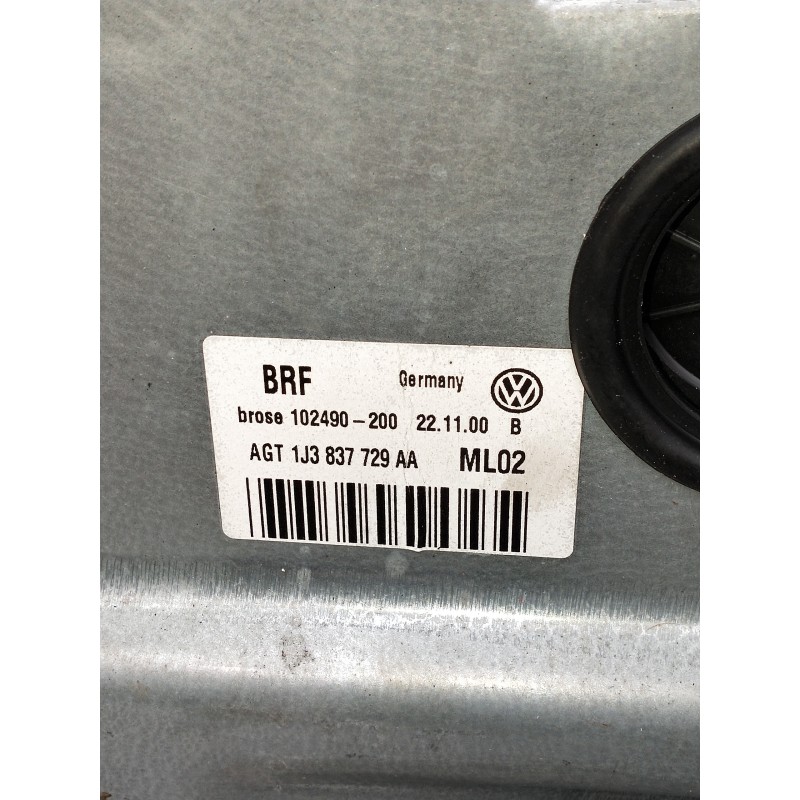 BRF Germany
brose 102490-200 22.11.00 B
AGT 1J3 837 729 AA ML02